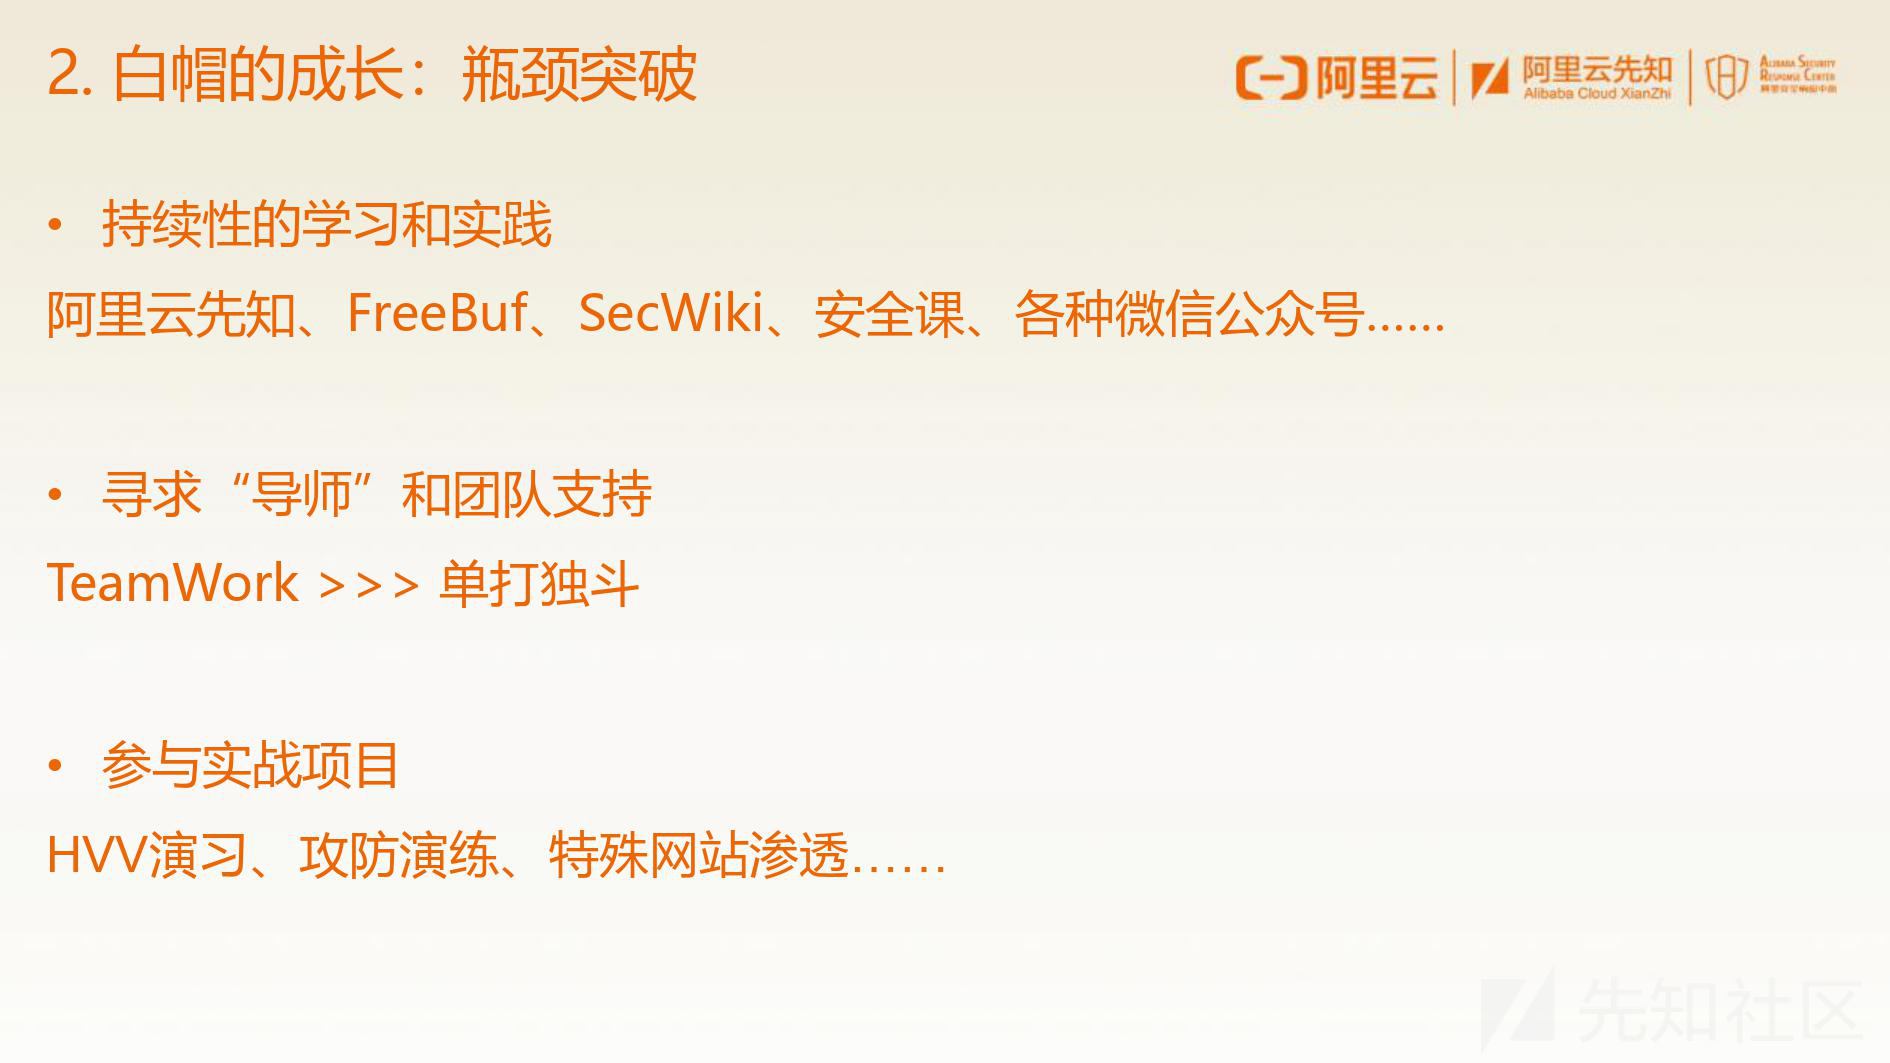 2. 白帽的成长：瓶颈突破
阿里云
阿里云先知
Alibaba Cloud XianZhi
ALIBABA SECURITY
RESPONSE CENTER
阿里安全响应中心
• 持续性的学习和实践
阿里云先知、FreeBuf、SecWiki、安全课、各种微信公众号……
• 寻求“导师”和团队支持
TeamWork >>> 单打独斗
• 参与实战项目
HVV演习、攻防演练、特殊网站渗透……
先知社区